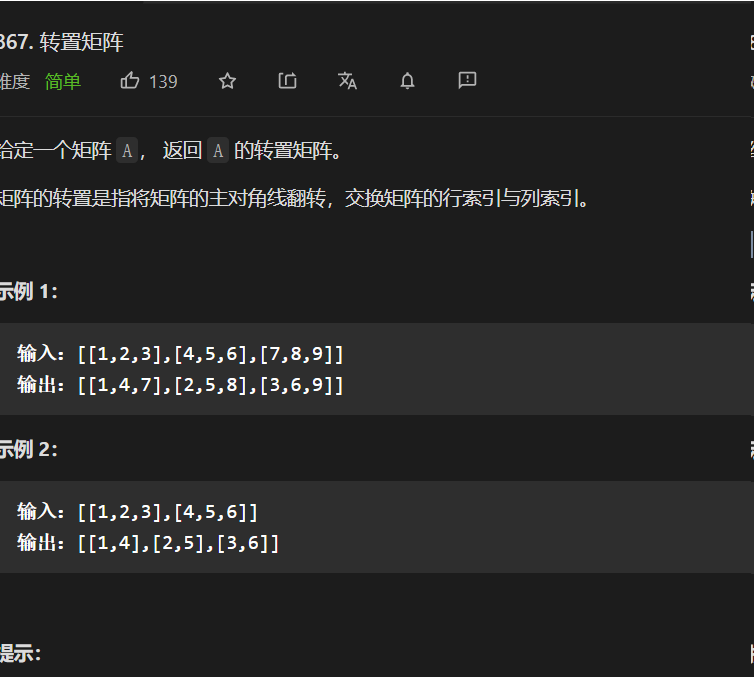 867. 转置矩阵
难度 简单 139
给定一个矩阵 A， 返回 A 的转置矩阵。
矩阵的转置是指将矩阵的主对角线翻转，交换矩阵的行索引与列索引。
示例 1：
输入：[[1,2,3],[4,5,6],[7,8,9]]
输出：[[1,4,7],[2,5,8],[3,6,9]]
示例 2：
输入：[[1,2,3],[4,5,6]]
输出：[[1,4],[2,5],[3,6]]
提示：